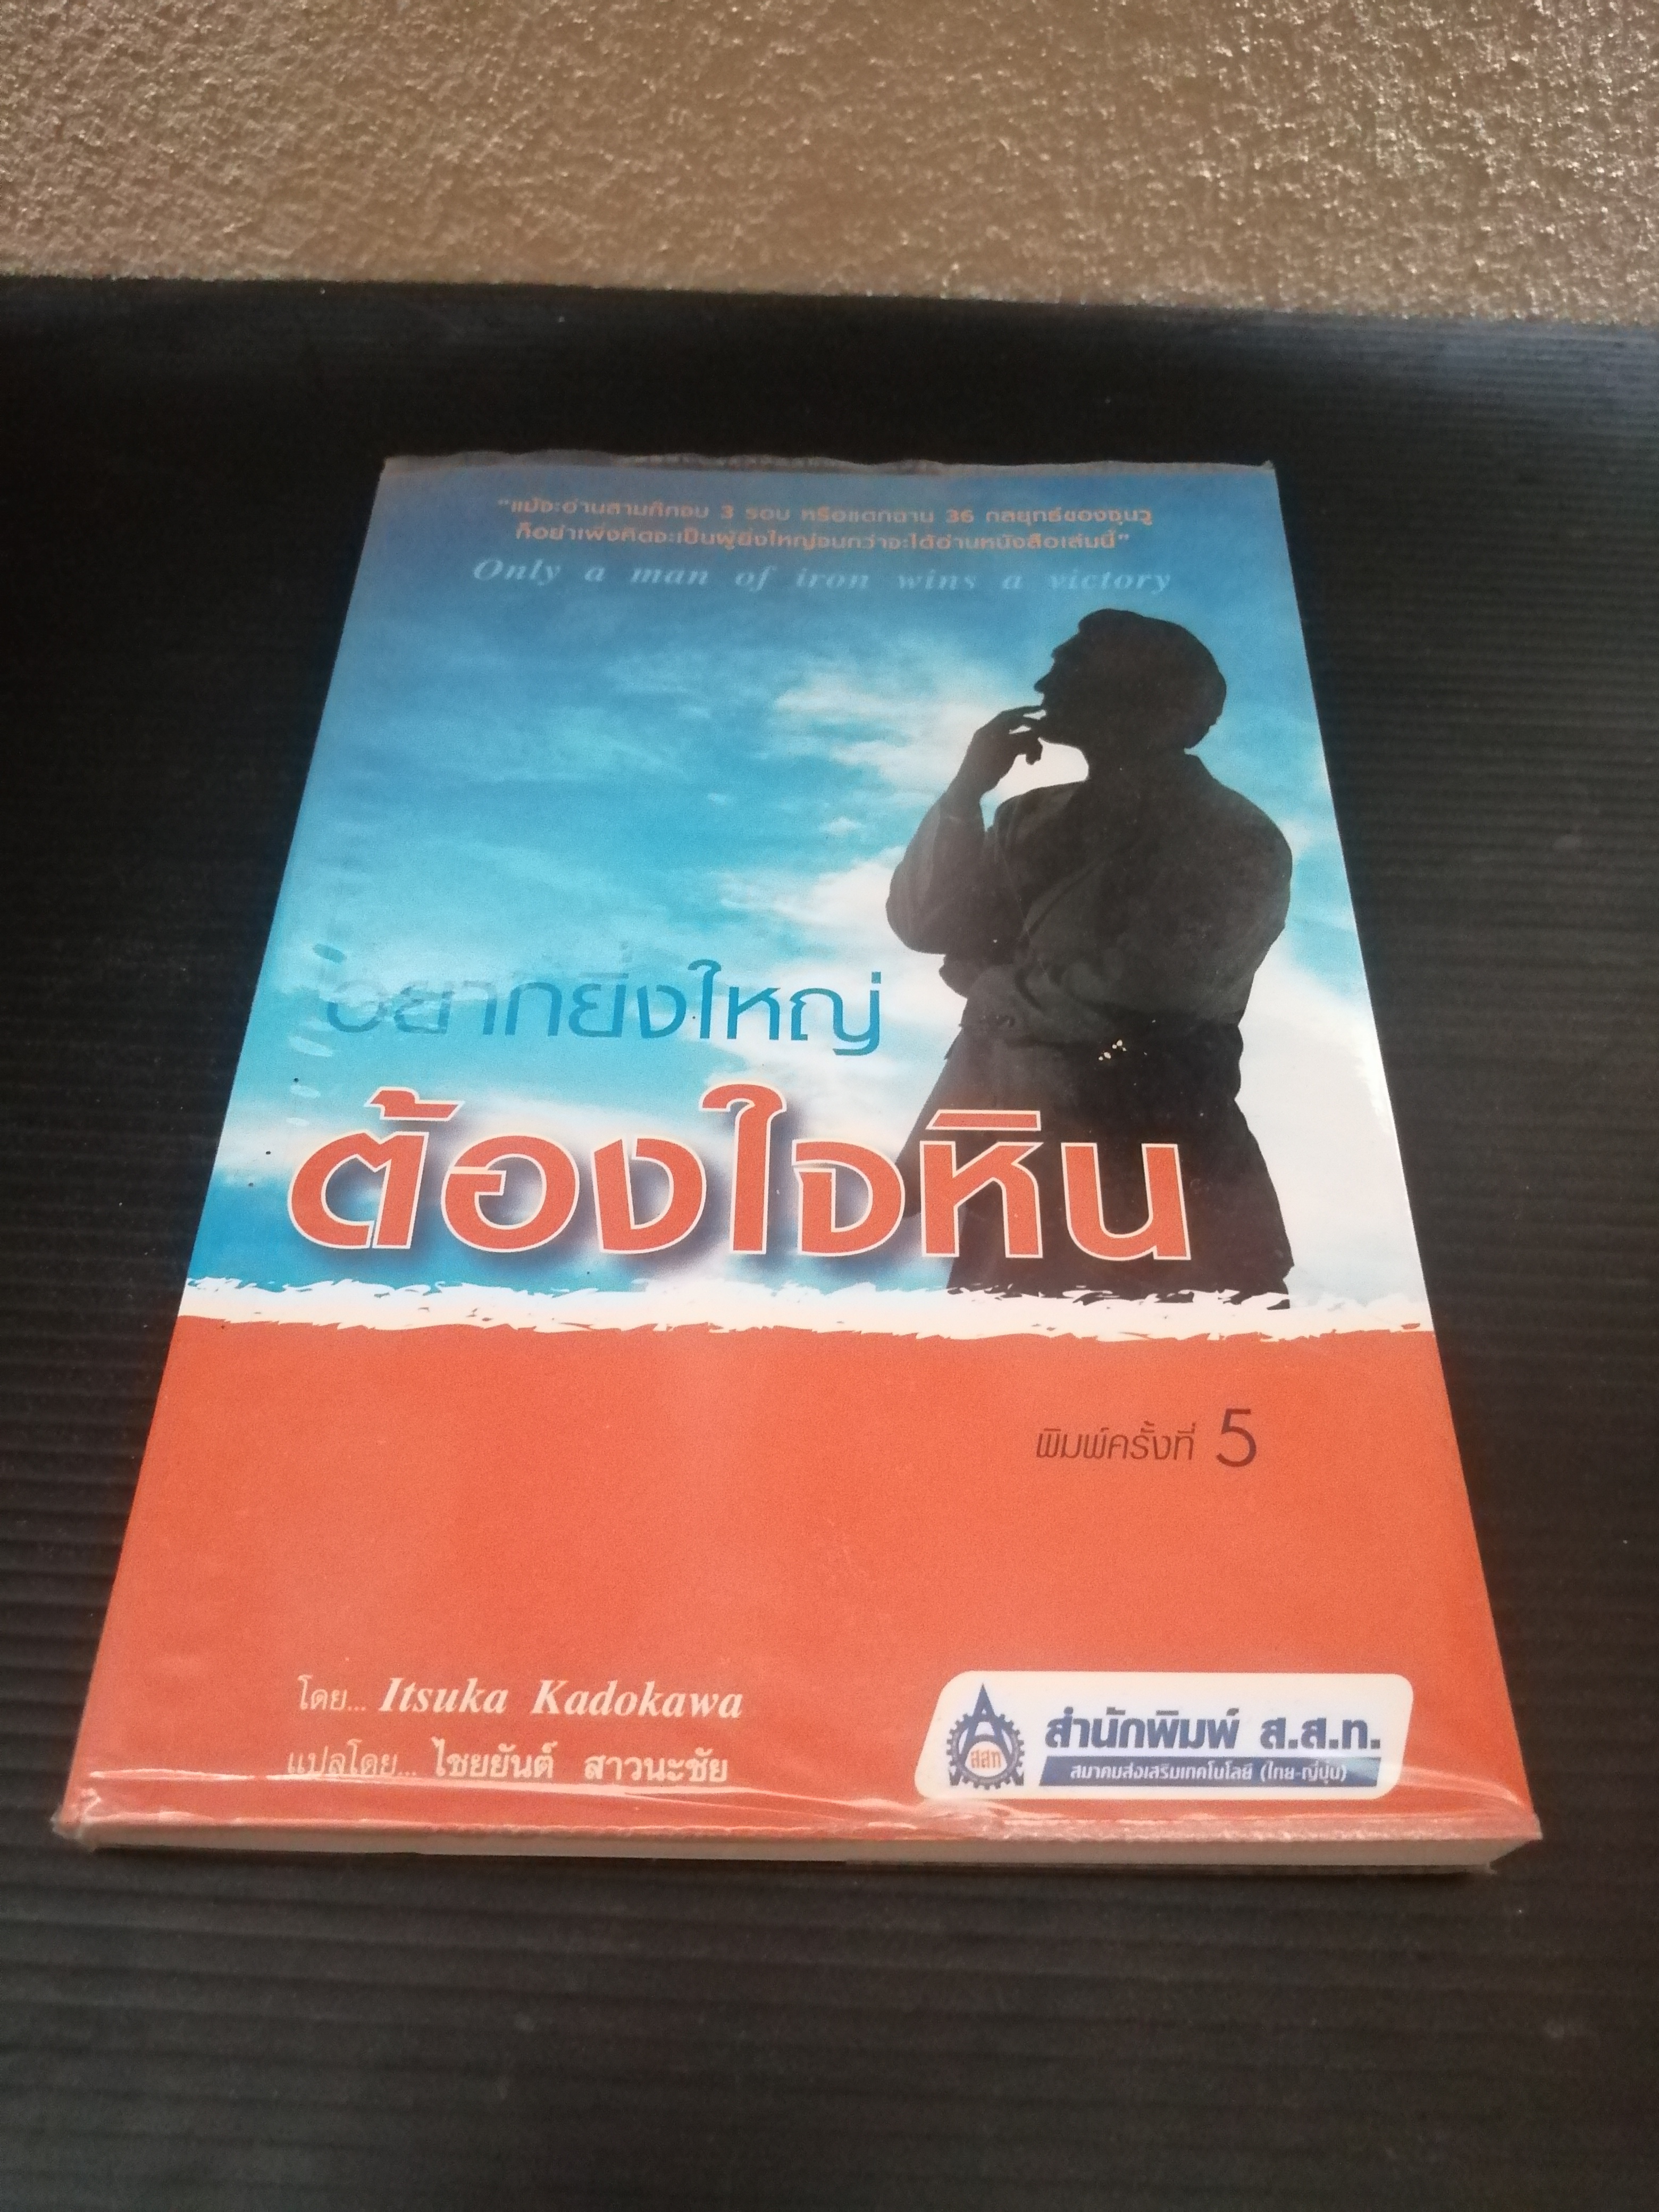 "แม้จะอ่านสามก๊กจบ 3 รอบ หรือแตกฉาน 36 กลยุทธ์ของซุนวู
ก็อย่าเพิ่งคิดจะเป็นผู้ยิ่งใหญ่จนกว่าจะได้อ่านหนังสือเล่มนี้"
Only a man of iron wins a victory
อยากยิ่งใหญ่
ต้องใจหิน
พิมพ์ครั้งที่ 5
โดย... Itsuka Kadokawa
แปลโดย... ไชยยันต์ สาวนะชัย
สสท
สำนักพิมพ์ ส.ส.ท.
สมาคมส่งเสริมเทคโนโลยี (ไทย-ญี่ปุ่น)